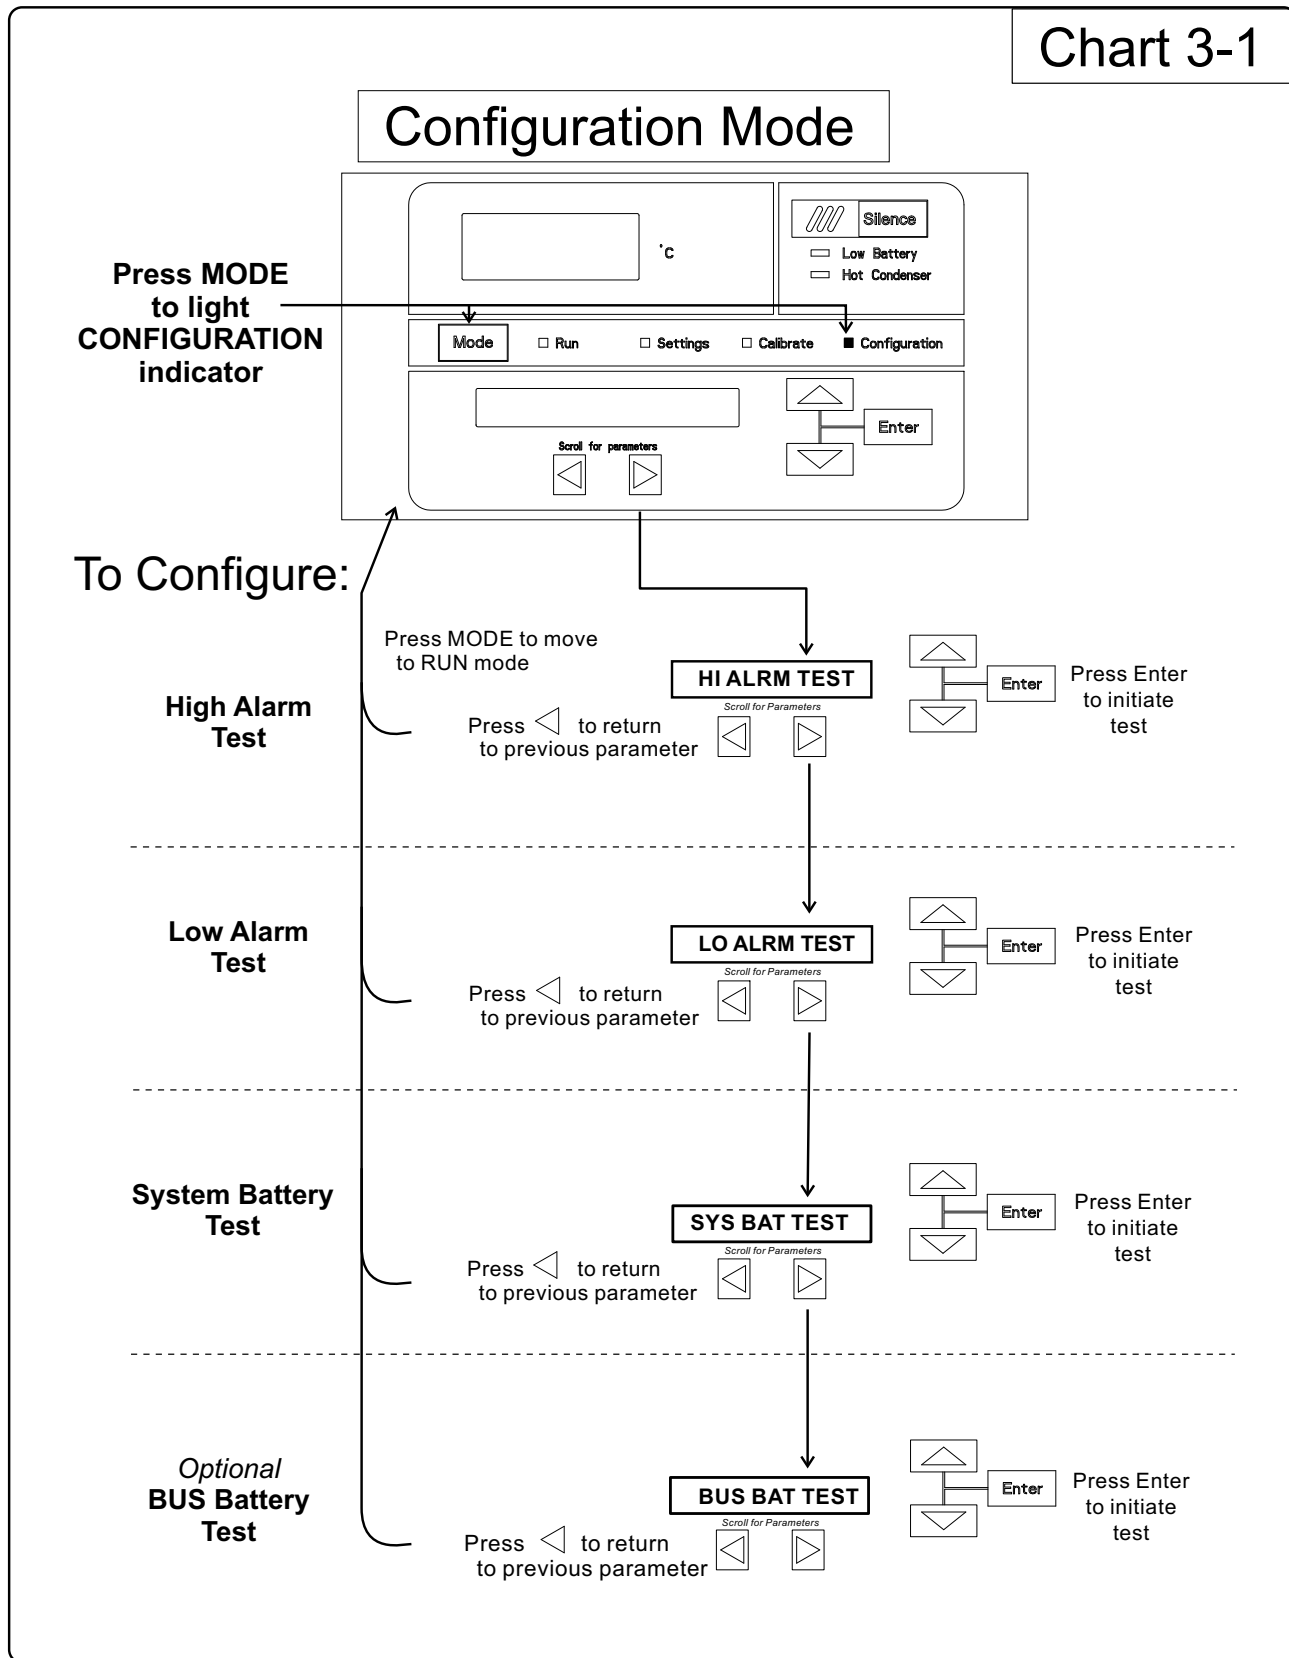 Chart 3-1
Configuration Mode
°C
Silence
Low Battery
Hot Condenser
Press MODE
to light
CONFIGURATION
indicator
Mode
Run
Settings
Calibrate
Configuration
Scroll for parameters
Enter
To Configure:
Press MODE to move
to RUN mode
High Alarm
Test
HI ALRM TEST
Scroll for Parameters
Press to return
to previous parameter
Enter
Press Enter
to initiate
test
Low Alarm
Test
LO ALRM TEST
Scroll for Parameters
Press to return
to previous parameter
Enter
Press Enter
to initiate
test
System Battery
Test
SYS BAT TEST
Scroll for Parameters
Press to return
to previous parameter
Enter
Press Enter
to initiate
test
Optional
BUS Battery
Test
BUS BAT TEST
Scroll for Parameters
Press to return
to previous parameter
Enter
Press Enter
to initiate
test